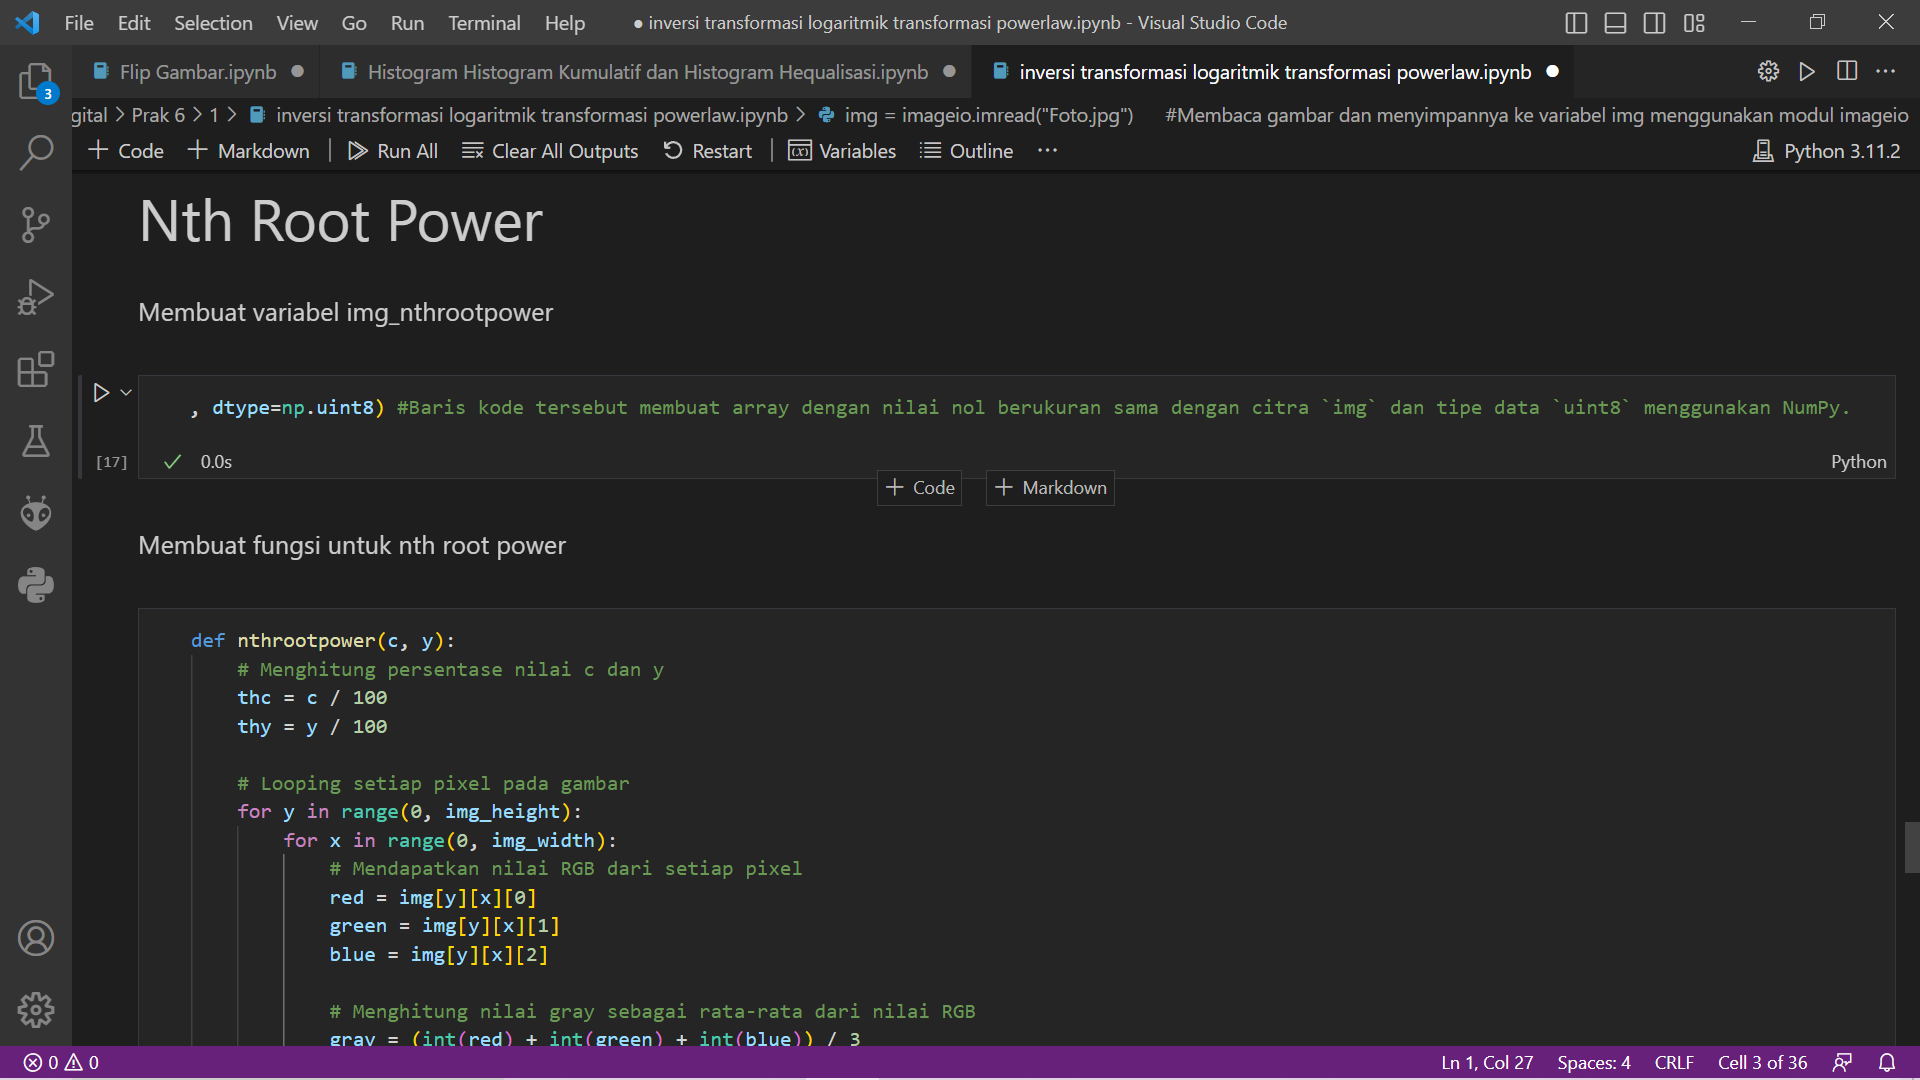 File Edit Selection View Go Run Terminal Help ● inversi transformasi logaritmik transformasi powerlaw.ipynb - Visual Studio Code
Flip Gambar.ipynb Histogram Histogram Kumulatif dan Histogram Hequalisasi.ipynb inversi transformasi logaritmik transformasi powerlaw.ipynb
gital > Prak 6 > 1 > inversi transformasi logaritmik transformasi powerlaw.ipynb > img = imageio.imread("Foto.jpg") #Membaca gambar dan menyimpannya ke variabel img menggunakan modul imageio
+ Code + Markdown Run All Clear All Outputs Restart Variables Outline ... Python 3.11.2
3
Nth Root Power
Membuat variabel img_nthrootpower
, dtype=np.uint8) #Baris kode tersebut membuat array dengan nilai nol berukuran sama dengan citra `img` dan tipe data `uint8` menggunakan NumPy.
[17] 0.0s Python
+ Code + Markdown
Membuat fungsi untuk nth root power
def nthrootpower(c, y):
# Menghitung persentase nilai c dan y
thc = c / 100
thy = y / 100
# Looping setiap pixel pada gambar
for y in range(0, img_height):
for x in range(0, img_width):
# Mendapatkan nilai RGB dari setiap pixel
red = img[y][x][0]
green = img[y][x][1]
blue = img[y][x][2]
# Menghitung nilai gray sebagai rata-rata dari nilai RGB
gray = (int(red) + int(green) + int(blue)) / 3
0 0 Ln 1, Col 27 Spaces: 4 CRLF Cell 3 of 36